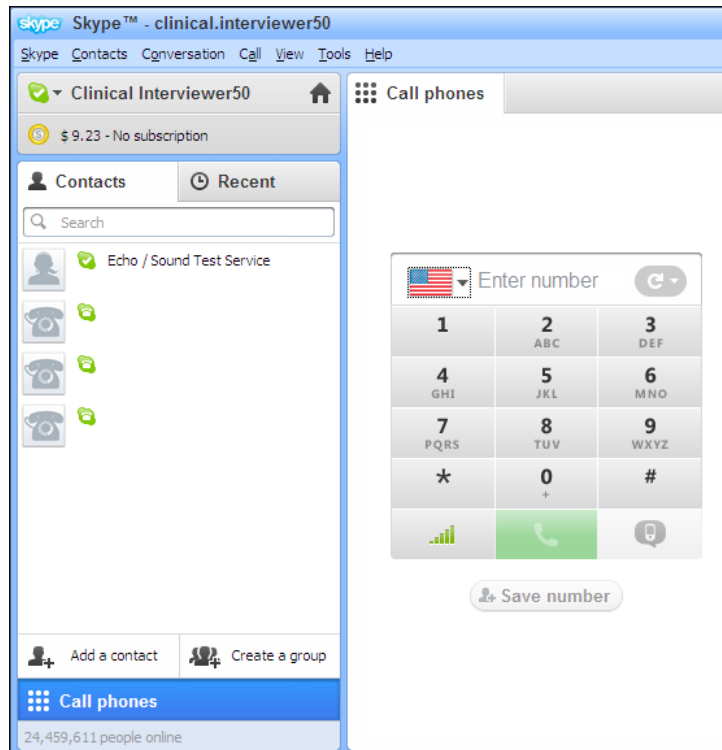 skype Skype™ - clinical.interviewer50
Skype Contacts Conversation Call View Tools Help
Clinical Interviewer50
$ 9.23 - No subscription
Contacts Recent
Search
Echo / Sound Test Service
Add a contact Create a group
Call phones
24,459,611 people online
Call phones
Enter number
1 2 ABC 3 DEF
4 GHI 5 JKL 6 MNO
7 PQRS 8 TUV 9 WXYZ
* 0 + #
Save number